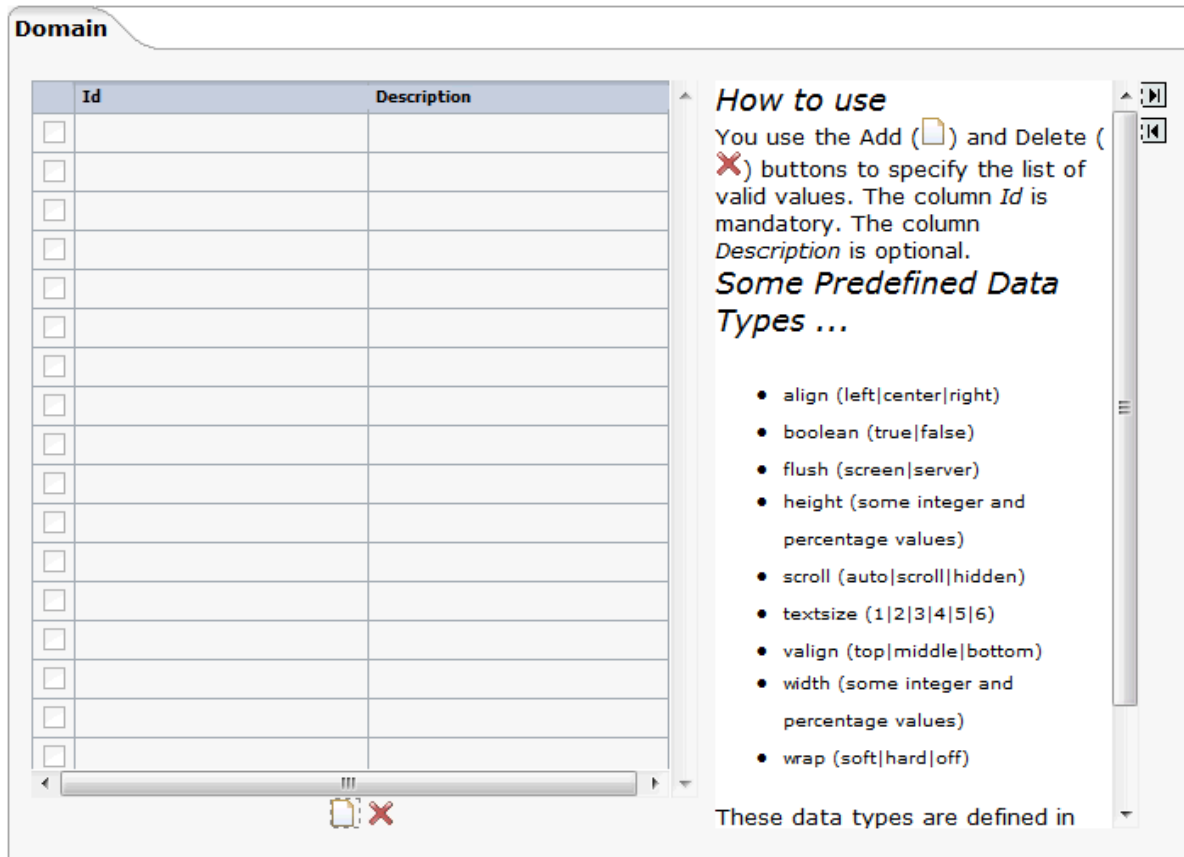 Domain
Id Description
How to use
You use the Add ( ) and Delete (
) buttons to specify the list of
valid values. The column Id is
mandatory. The column
Description is optional.
Some Predefined Data
Types ...
• align (left|center|right)
• boolean (true|false)
• flush (screen|server)
• height (some integer and
percentage values)
• scroll (auto|scroll|hidden)
• textsize (1|2|3|4|5|6)
• valign (top|middle|bottom)
• width (some integer and
percentage values)
• wrap (soft|hard|off)
These data types are defined in